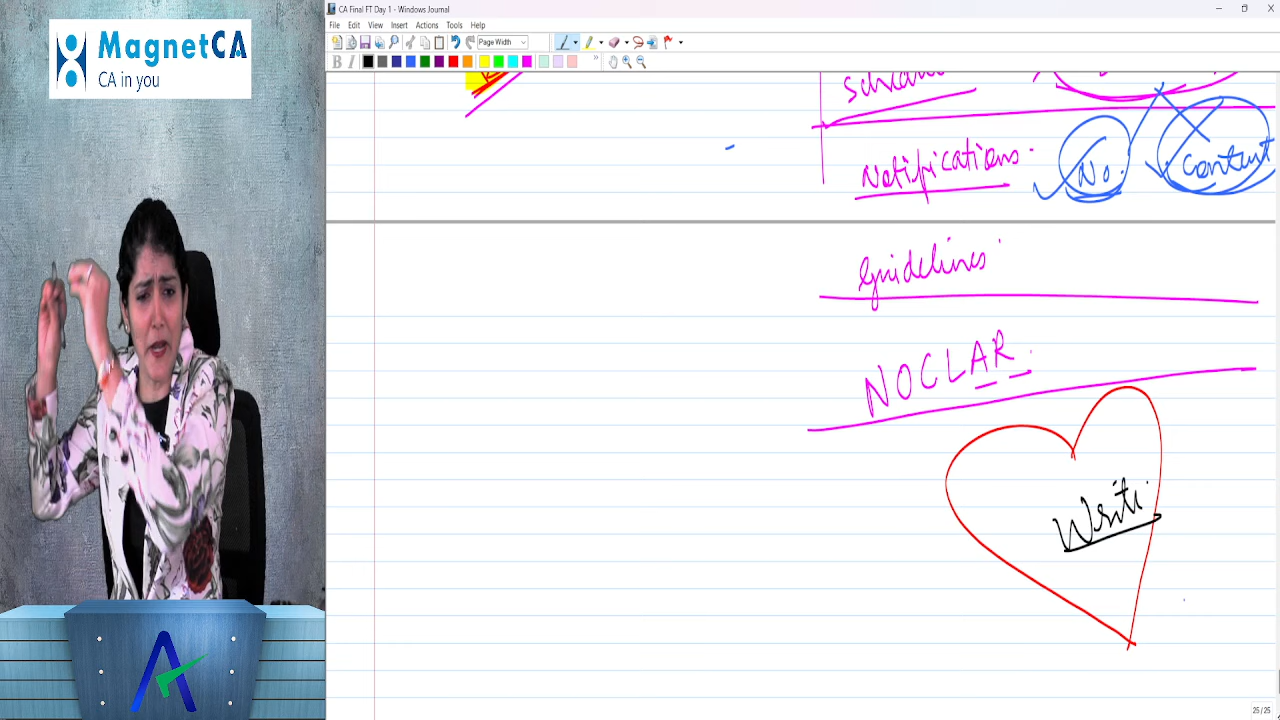 MagnetCA
CA in you
CA Final FT Day 1 - Windows Journal
File Edit View Insert Actions Tools Help
Page Width
B I
Notifications. No. Content
Guidelines
NOCLAR.
Write
25 / 25